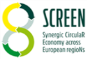 SCREEN
Synergic CirculaR
Economy across
European regioNs